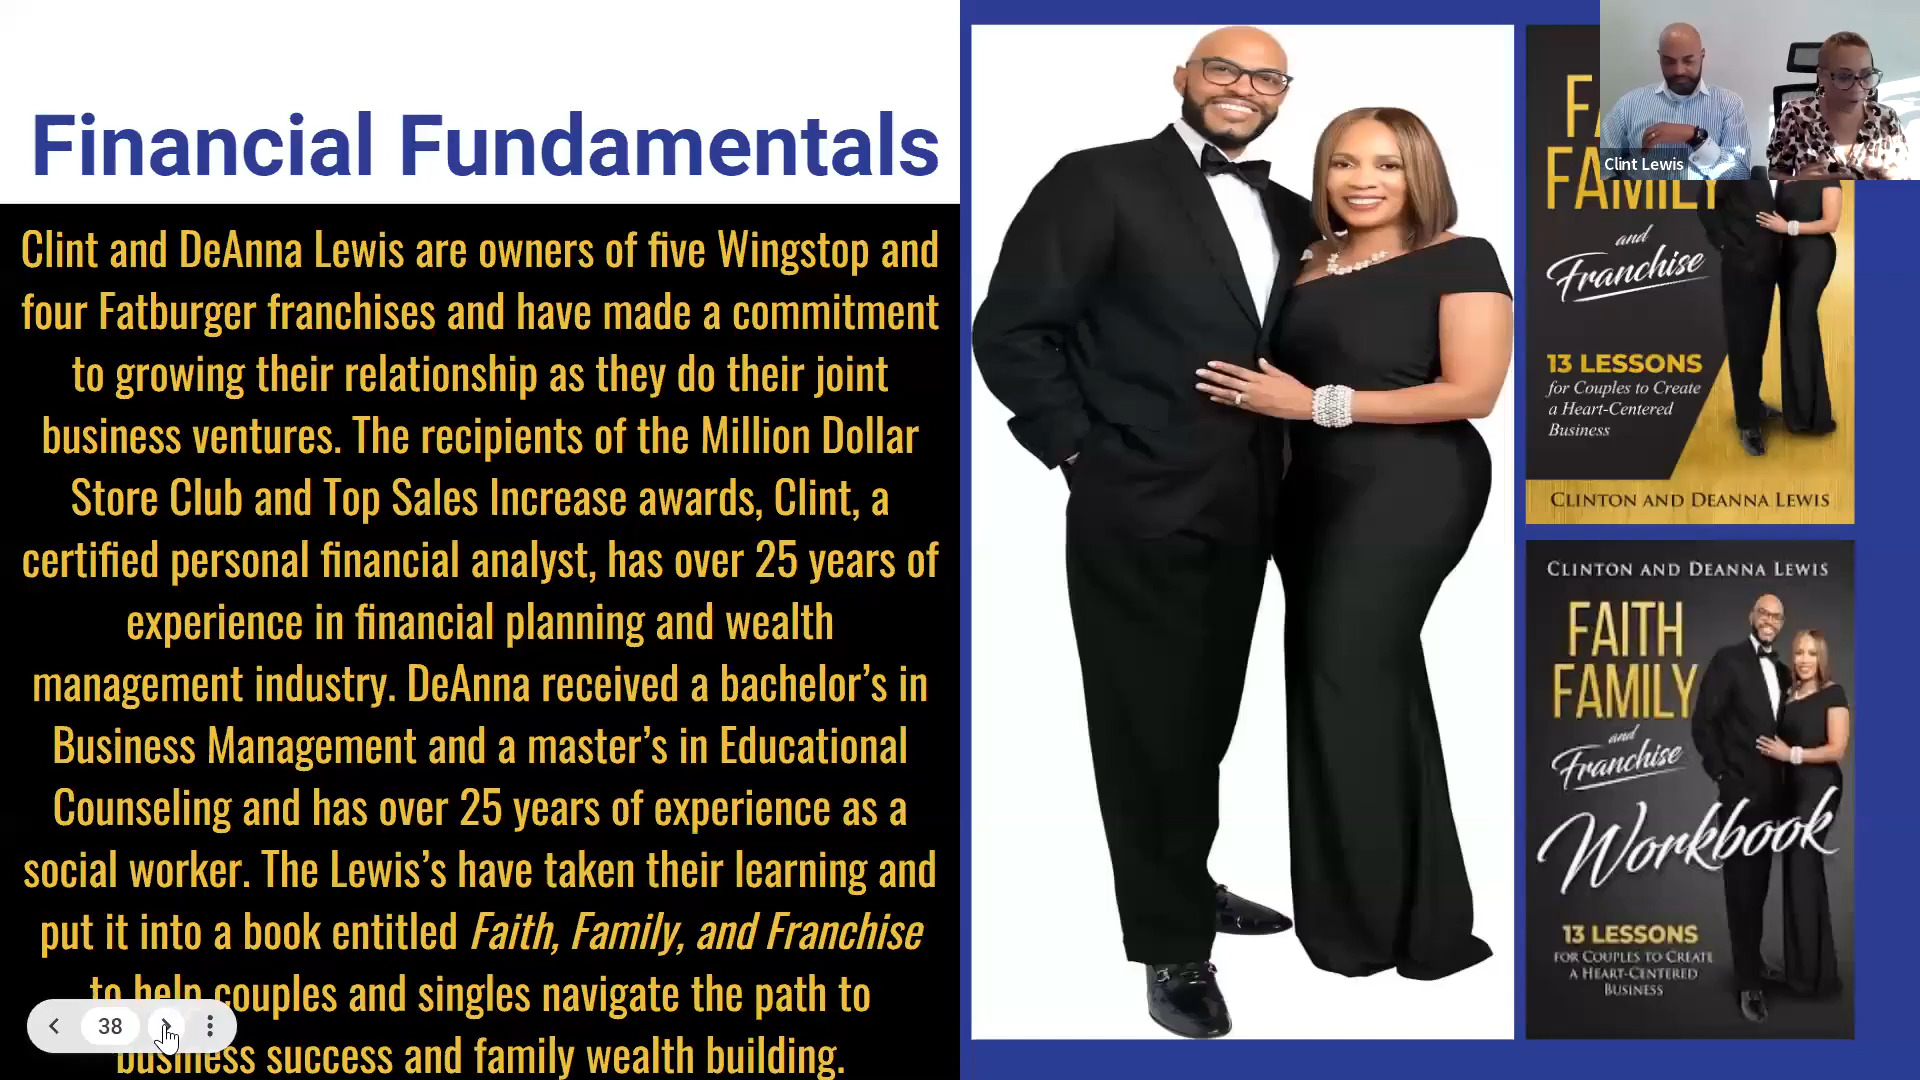 Financial Fundamentals
Clint and DeAnna Lewis are owners of five Wingstop and
four Fatburger franchises and have made a commitment
to growing their relationship as they do their joint
business ventures. The recipients of the Million Dollar
Store Club and Top Sales Increase awards, Clint, a
certified personal financial analyst, has over 25 years of
experience in financial planning and wealth
management industry. DeAnna received a bachelor’s in
Business Management and a master’s in Educational
Counseling and has over 25 years of experience as a
social worker. The Lewis’s have taken their learning and
put it into a book entitled Faith, Family, and Franchise
to help couples and singles navigate the path to
business success and family wealth building.
38
Clint Lewis
FAMILY
and
Franchise
13 LESSONS
for Couples to Create
a Heart-Centered
Business
CLINTON AND DEANNA LEWIS
CLINTON AND DEANNA LEWIS
FAITH
FAMILY
and
Franchise
Workbook
13 LESSONS
FOR COUPLES TO CREATE
A HEART-CENTERED
BUSINESS